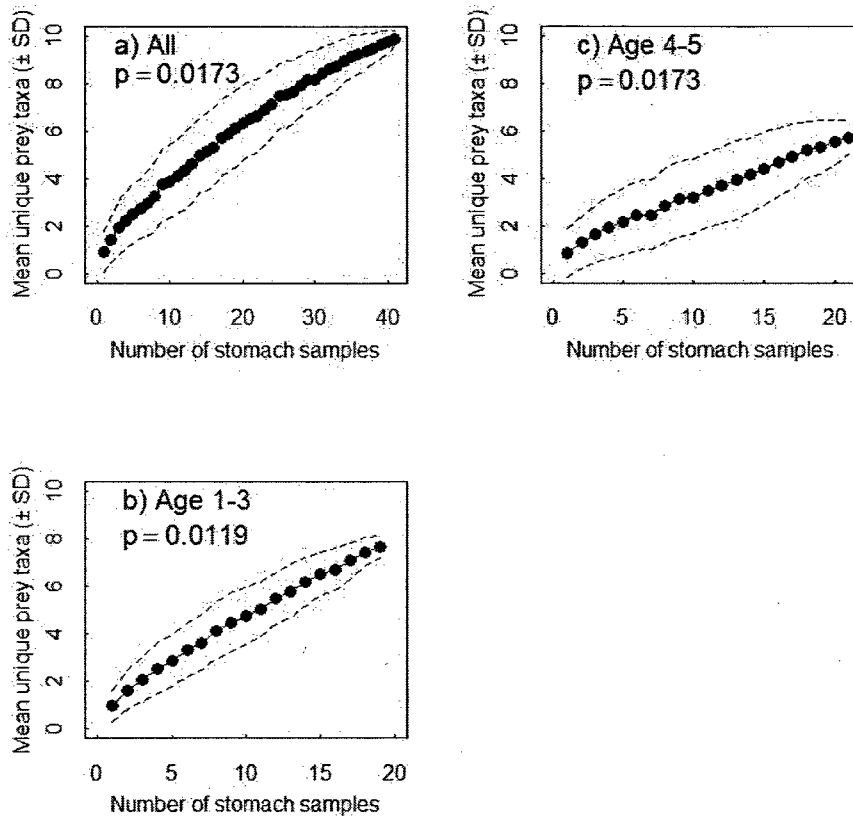 a) All
p = 0.0173
Mean unique prey taxa (± SD)
0 2 4 6 8 10
0 10 20 30 40
Number of stomach samples
c) Age 4-5
p = 0.0173
Mean unique prey taxa (± SD)
0 2 4 6 8 10
0 5 10 15 20
Number of stomach samples
b) Age 1-3
p = 0.0119
Mean unique prey taxa (± SD)
0 2 4 6 8 10
0 5 10 15 20
Number of stomach samples